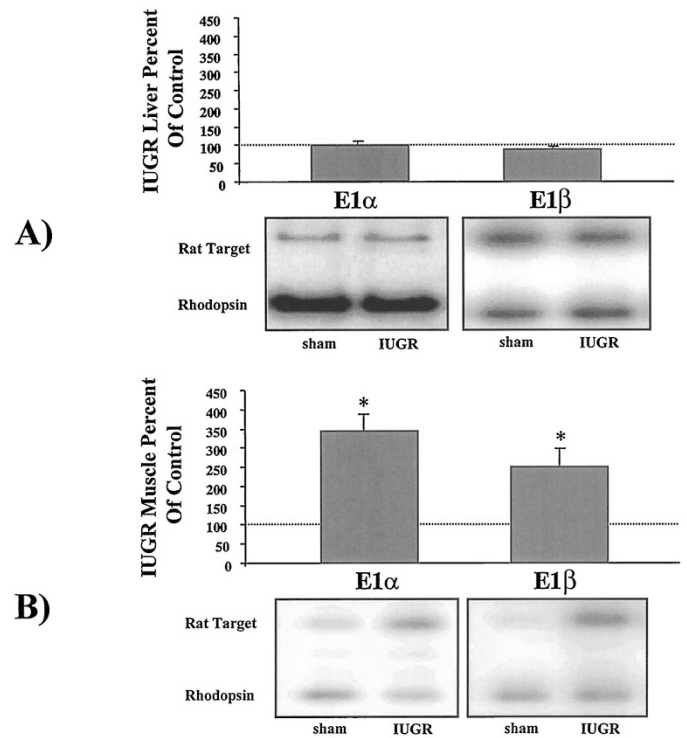 450
400
350
300
250
200
150
100
50
0
IUGR Liver Percent
Of Control
E1α E1β
A)
Rat Target
Rhodopsin
sham IUGR sham IUGR
450
400
350
300
250
200
150
100
50
0
IUGR Muscle Percent
Of Control
* *
E1α E1β
B)
Rat Target
Rhodopsin
sham IUGR sham IUGR